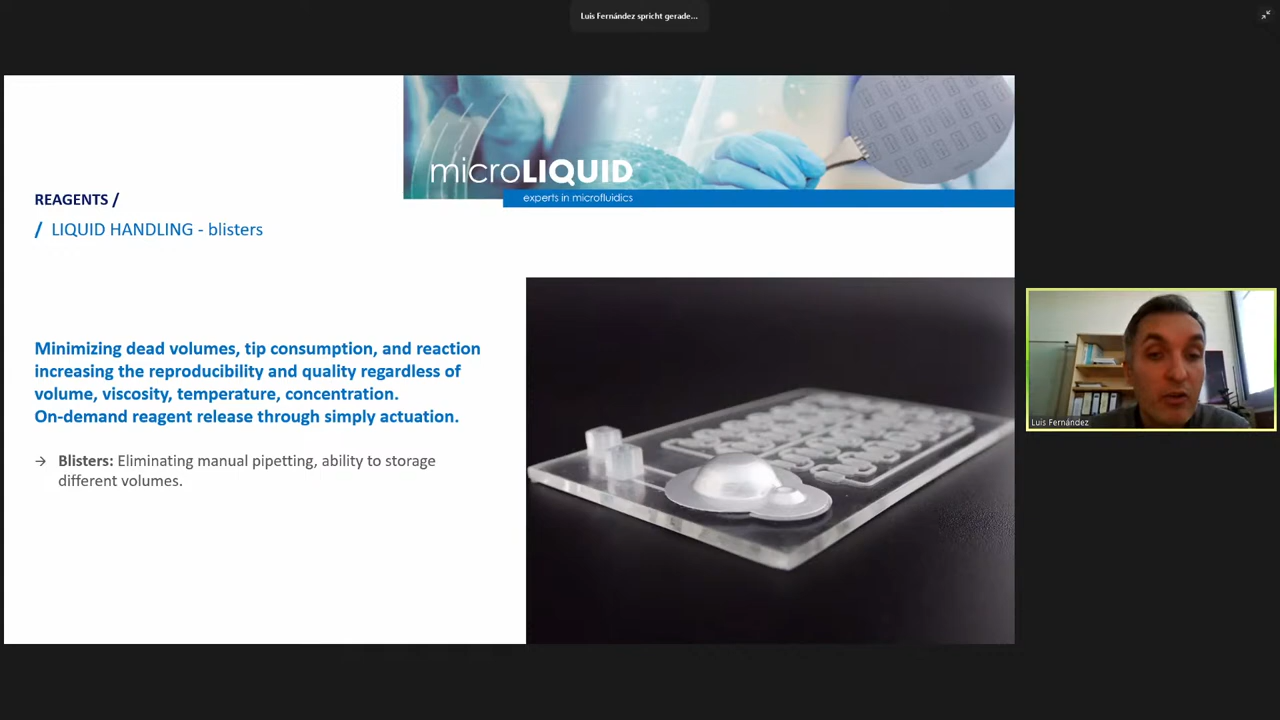 Luis Fernández spricht gerade...
microLIQUID
experts in microfluidics
REAGENTS /
/ LIQUID HANDLING - blisters
Minimizing dead volumes, tip consumption, and reaction
increasing the reproducibility and quality regardless of
volume, viscosity, temperature, concentration.
On-demand reagent release through simply actuation.
→ Blisters: Eliminating manual pipetting, ability to storage
different volumes.
Luis Fernández